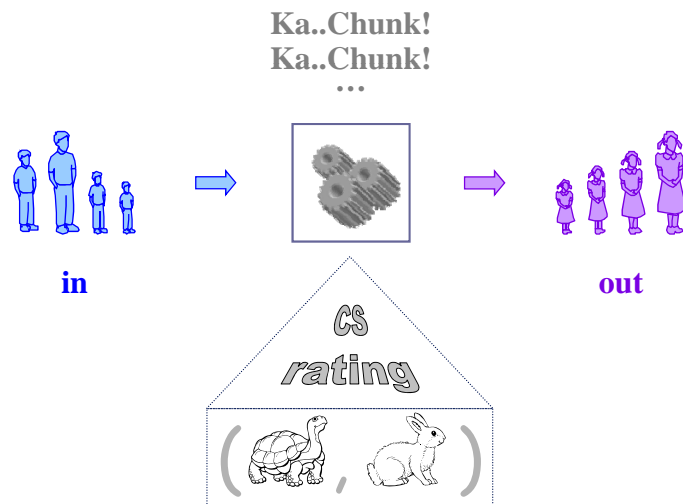 Ka..Chunk!
Ka..Chunk!
...
in
out
CS
rating
( , )